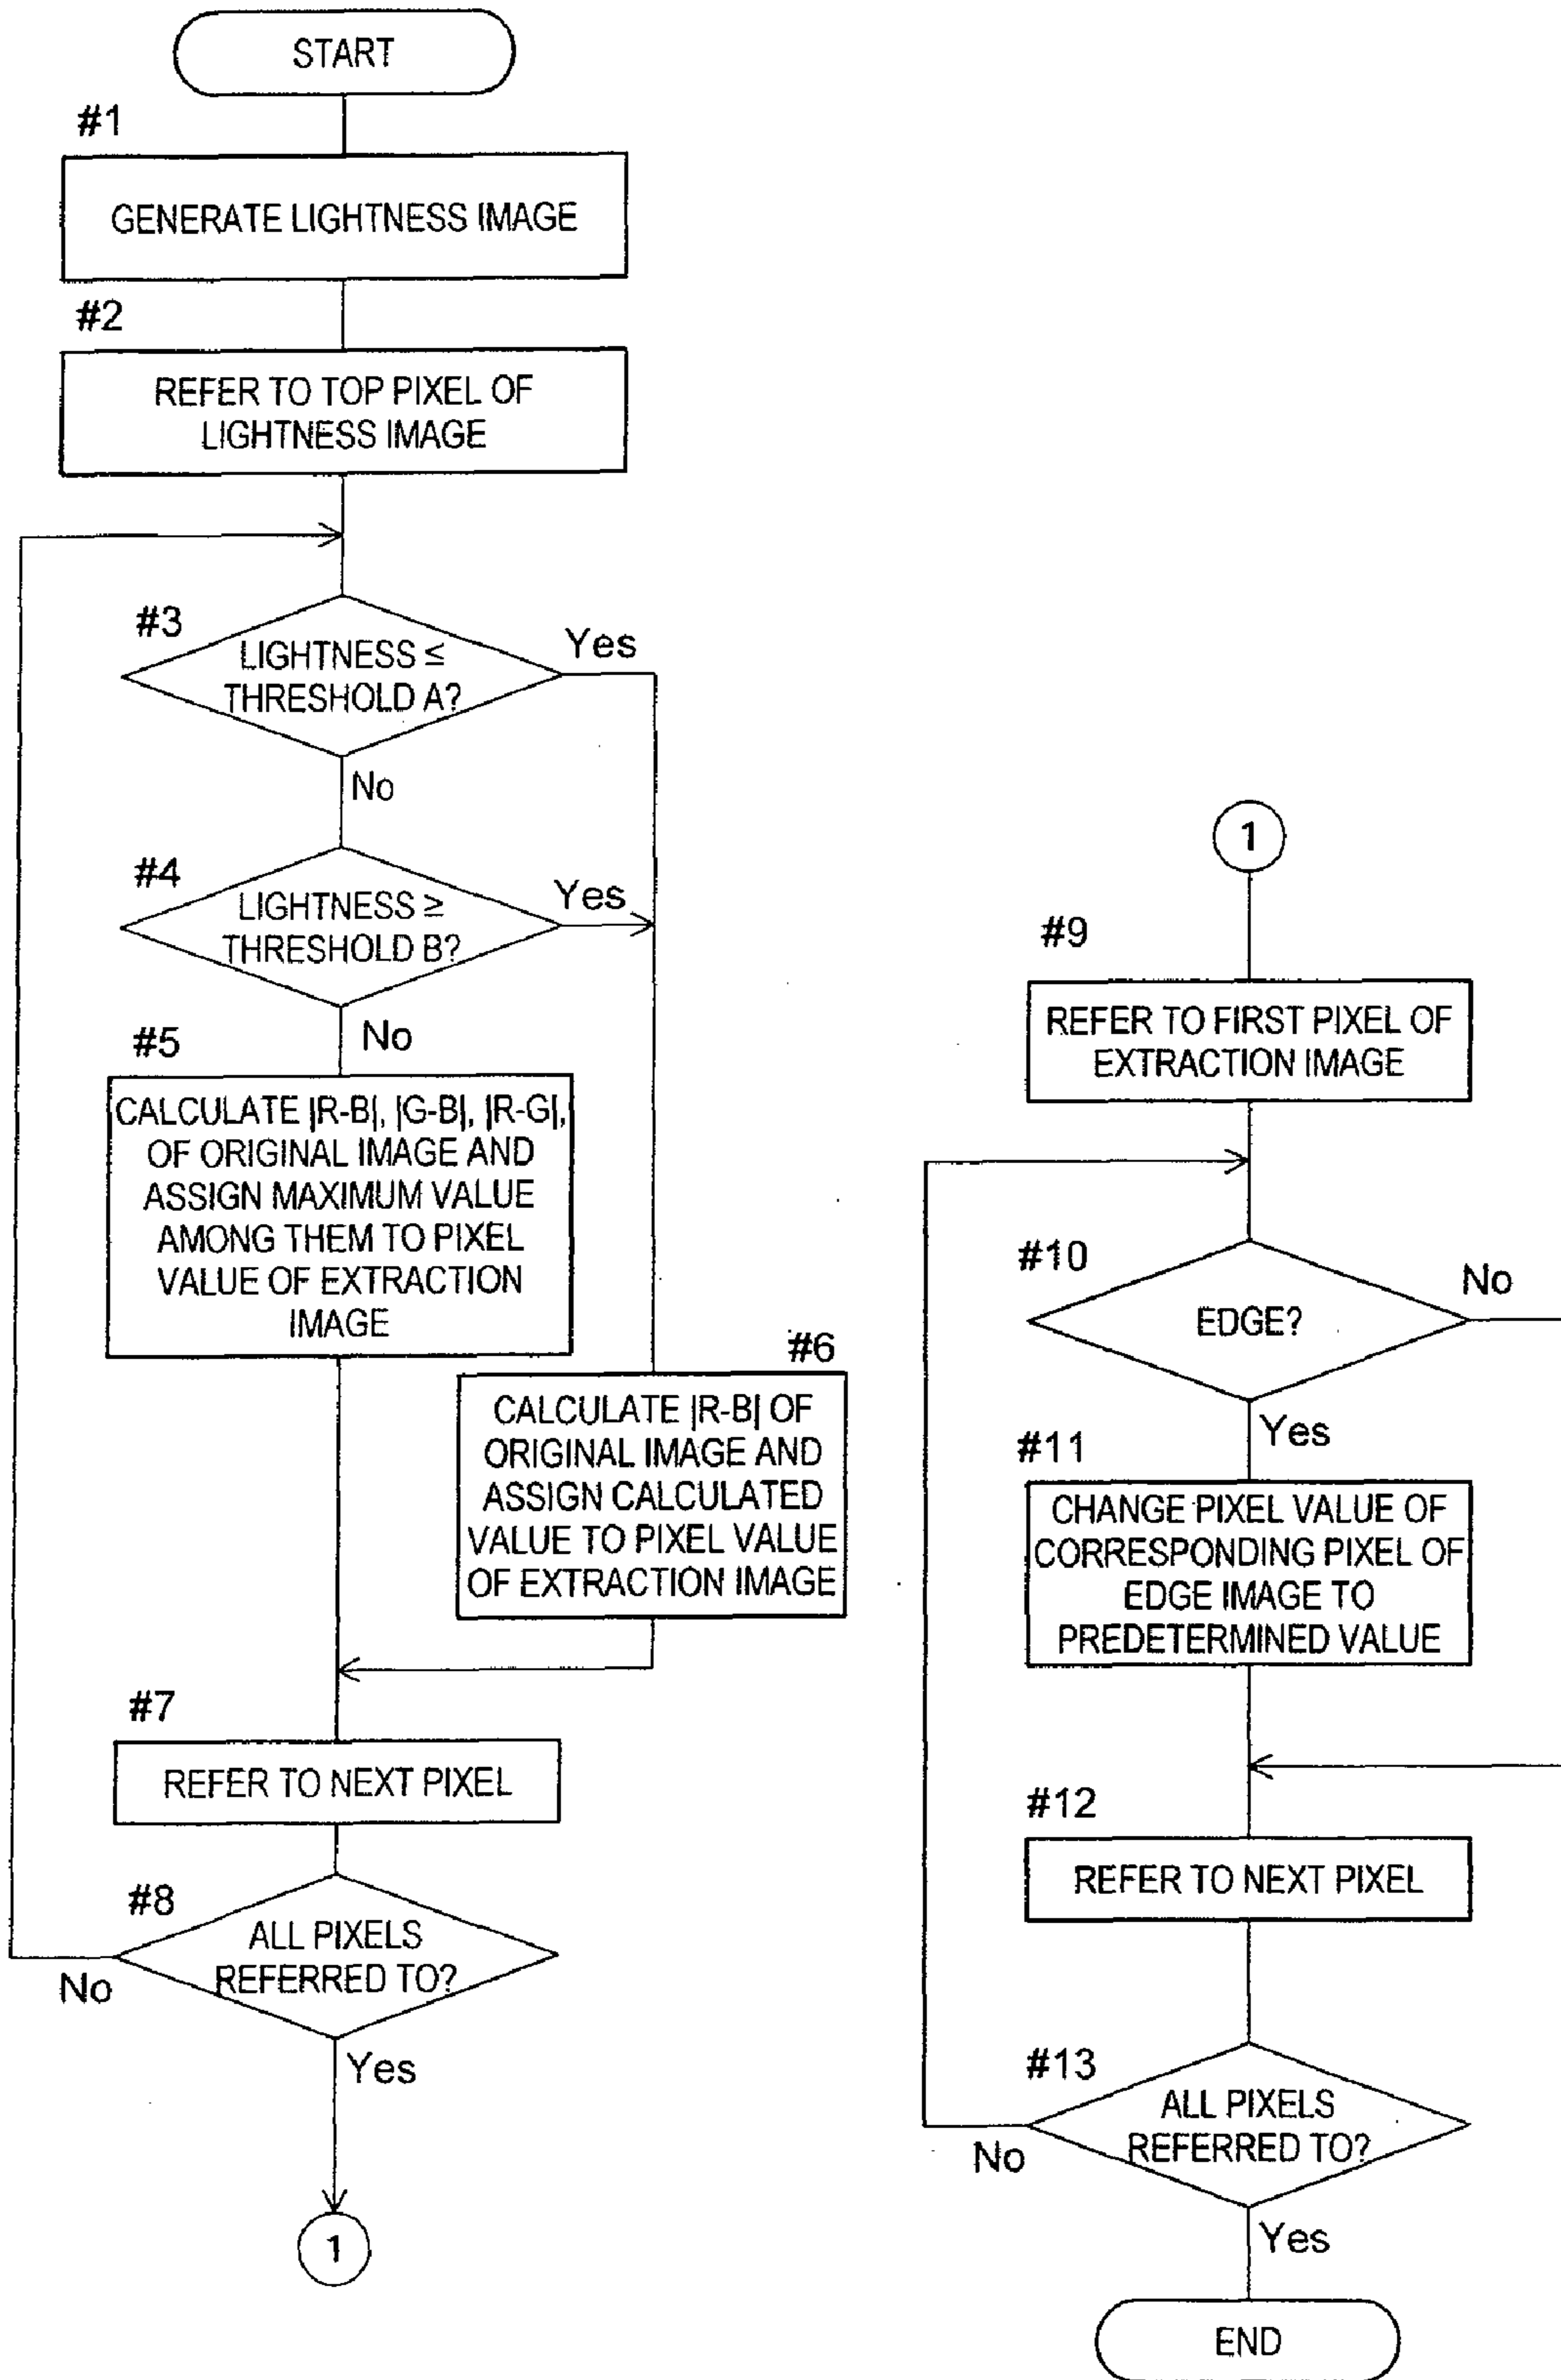 START
#1
GENERATE LIGHTNESS IMAGE
#2
REFER TO TOP PIXEL OF
LIGHTNESS IMAGE
#3
LIGHTNESS ≤
THRESHOLD A?
Yes
No
#4
LIGHTNESS ≥
THRESHOLD B?
Yes
No
#5
CALCULATE |R-B|, |G-B|, |R-G|,
OF ORIGINAL IMAGE AND
ASSIGN MAXIMUM VALUE
AMONG THEM TO PIXEL
VALUE OF EXTRACTION
IMAGE
#6
CALCULATE |R-B| OF
ORIGINAL IMAGE AND
ASSIGN CALCULATED
VALUE TO PIXEL VALUE
OF EXTRACTION IMAGE
#7
REFER TO NEXT PIXEL
#8
ALL PIXELS
REFERRED TO?
No
Yes
1
1
#9
REFER TO FIRST PIXEL OF
EXTRACTION IMAGE
#10
EDGE?
No
Yes
#11
CHANGE PIXEL VALUE OF
CORRESPONDING PIXEL OF
EDGE IMAGE TO
PREDETERMINED VALUE
#12
REFER TO NEXT PIXEL
#13
ALL PIXELS
REFERRED TO?
No
Yes
END